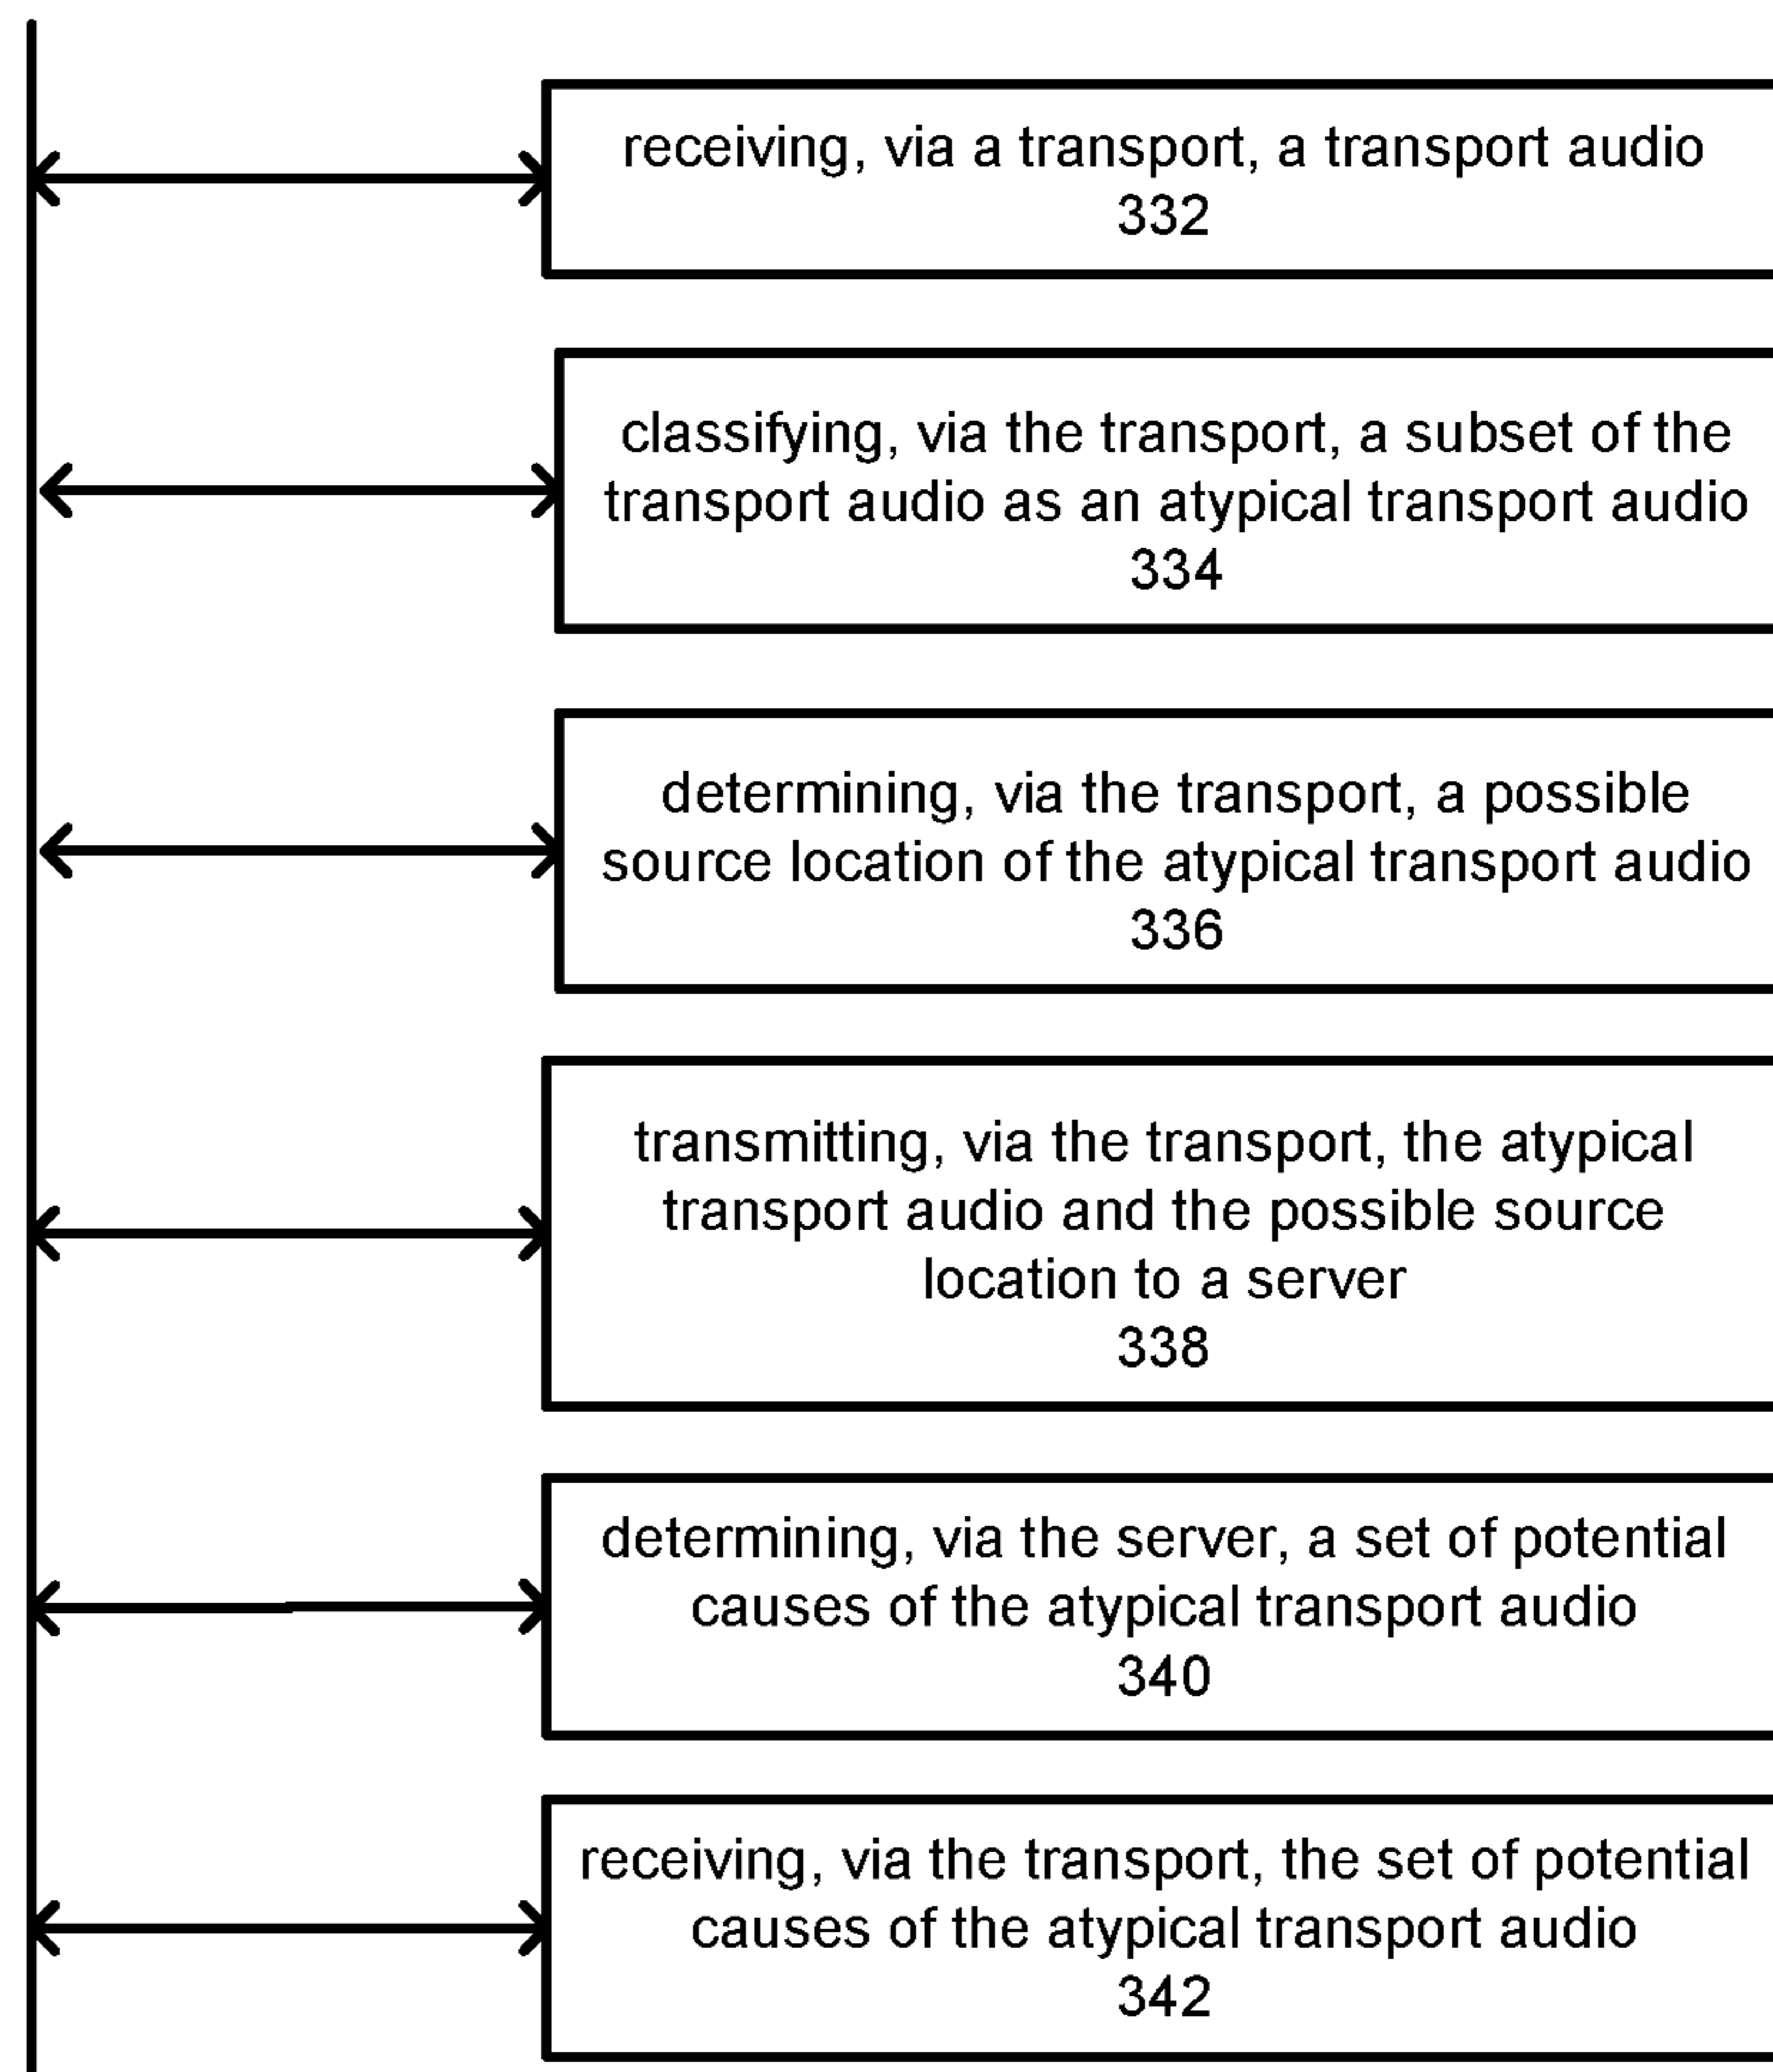 receiving, via a transport, a transport audio
332
classifying, via the transport, a subset of the
transport audio as an atypical transport audio
334
determining, via the transport, a possible
source location of the atypical transport audio
336
transmitting, via the transport, the atypical
transport audio and the possible source
location to a server
338
determining, via the server, a set of potential
causes of the atypical transport audio
340
receiving, via the transport, the set of potential
causes of the atypical transport audio
342